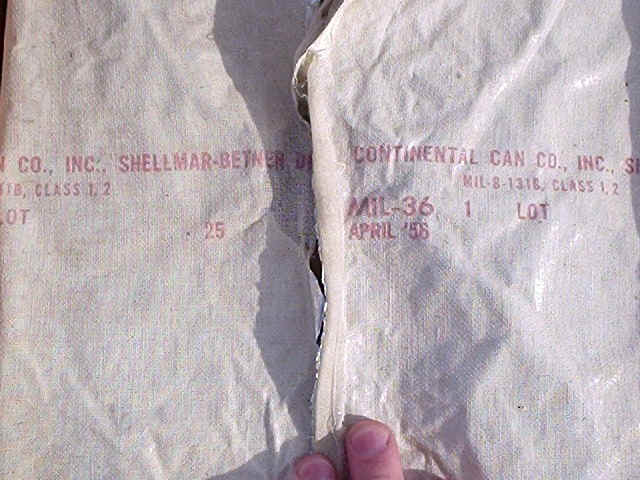 N CO., INC., SHELLMAR-BETNER DI
31B, CLASS 1, 2
LOT
25
CONTINENTAL CAN CO., INC., SH
MIL-B-131B, CLASS 1, 2
MIL-36 1 LOT
APRIL '56